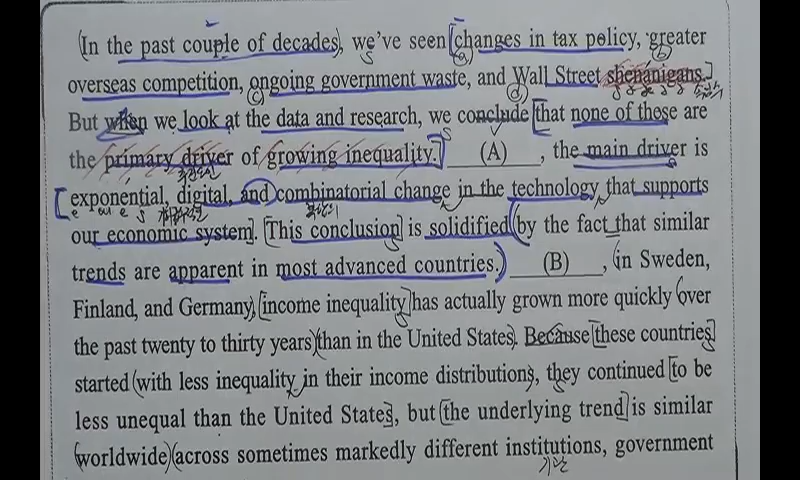 (In the past couple of decades), we've seen [changes in tax policy, greater
overseas competition, ongoing government waste, and Wall Street shenanigans.]
But when we look at the data and research, we conclude [that none of these are
the primary driver of growing inequality.] (A) , the main driver is
[exponential, digital, and combinatorial change in the technology that supports
our economic system]. [This conclusion] is solidified (by the fact that similar
trends are apparent in most advanced countries.) (B) , (in Sweden,
Finland, and Germany), [income inequality] has actually grown more quickly (over
the past twenty to thirty years) (than in the United States). Because [these countries]
started (with less inequality in their income distributions, they continued [to be
less unequal than the United States], but [the underlying trend] is similar
(worldwide) (across sometimes markedly different institutions, government